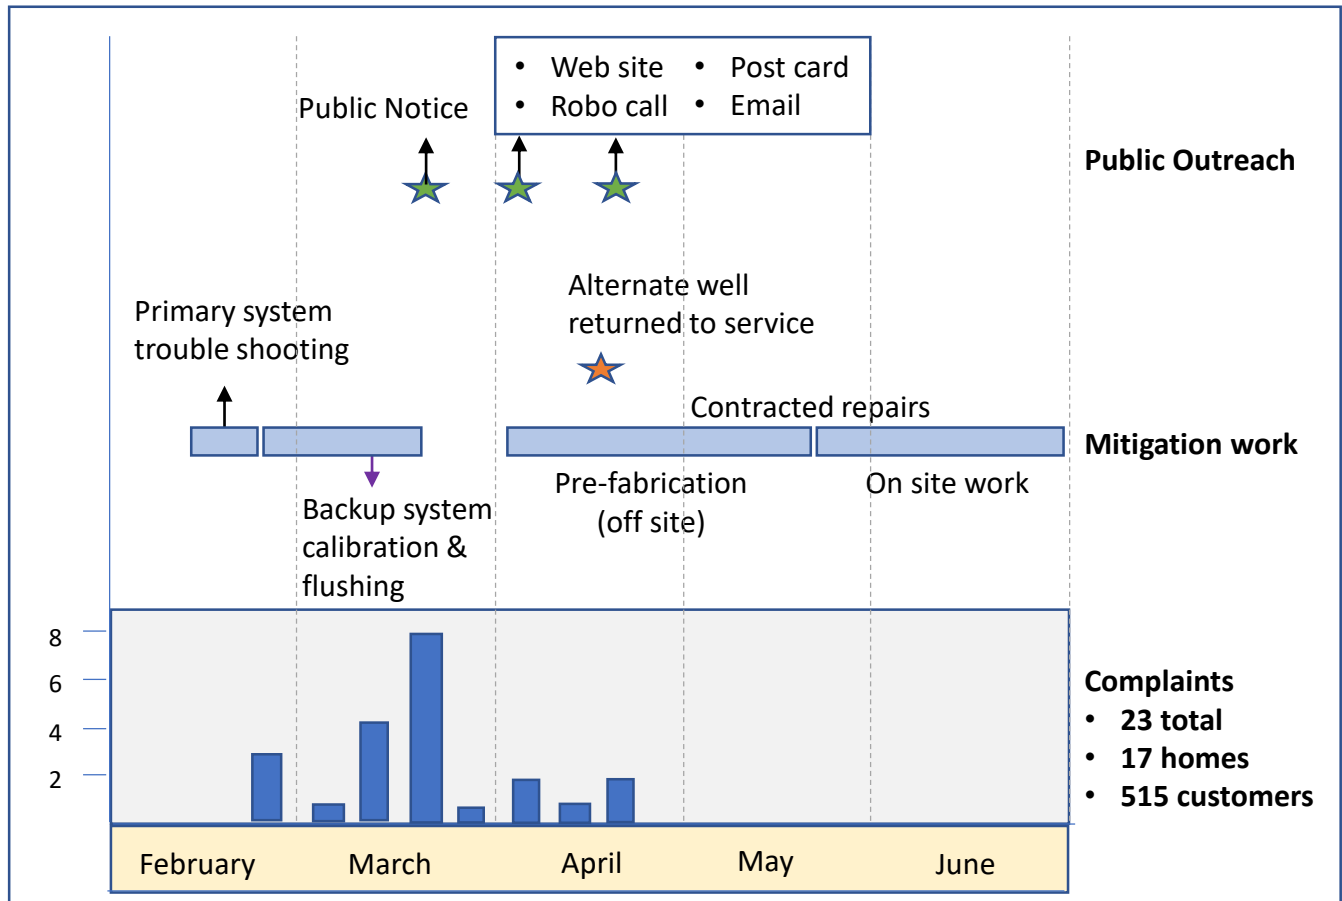 • Web site • Post card
• Robo call • Email
Public Notice
Public Outreach
Alternate well
returned to service
Primary system
trouble shooting
Contracted repairs
Mitigation work
Pre-fabrication
(off site)
On site work
Backup system
calibration &
flushing
8
6
4
2
Complaints
• 23 total
• 17 homes
• 515 customers
February March April May June